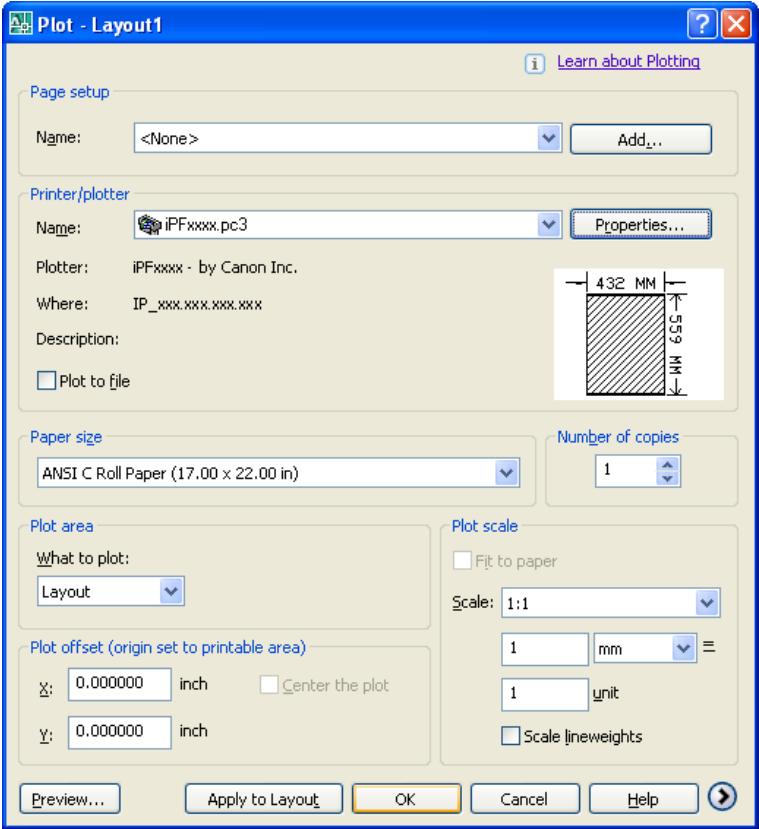 Plot - Layout1
Learn about Plotting
Page setup
Name: <None> Add...
Printer/plotter
Name: iPFxxxx.pc3 Properties...
Plotter: iPFxxxx - by Canon Inc.
Where: IP_xxx.xxx.xxx.xxx
Description:
Plot to file
432 MM
559 MM
Paper size
ANSI C Roll Paper (17.00 x 22.00 in)
Number of copies
1
Plot area
What to plot:
Layout
Plot scale
Fit to paper
Scale: 1:1
1 mm =
1 unit
Scale lineweights
Plot offset (origin set to printable area)
X: 0.000000 inch Center the plot
Y: 0.000000 inch
Preview... Apply to Layout OK Cancel Help